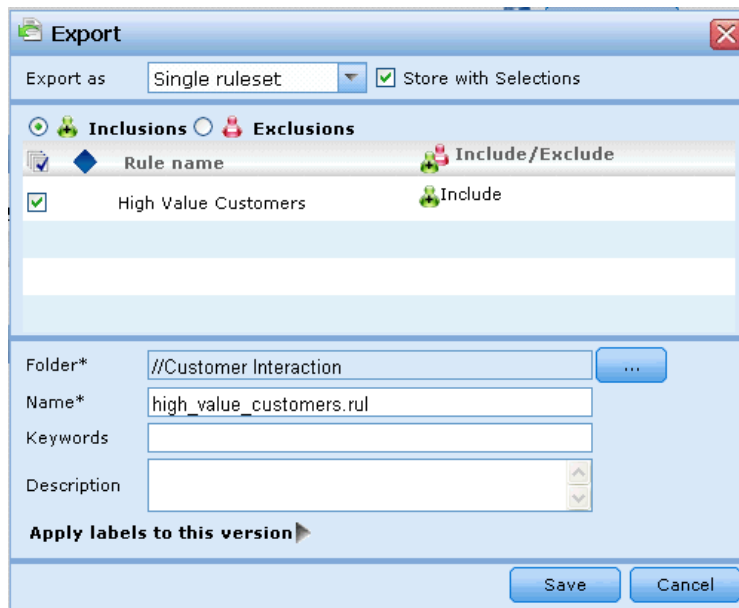 Export
Export as Single ruleset Store with Selections
Inclusions Exclusions
Rule name Include/Exclude
High Value Customers Include
Folder* //Customer Interaction ...
Name* high_value_customers.rul
Keywords
Description
Apply labels to this version
Save Cancel